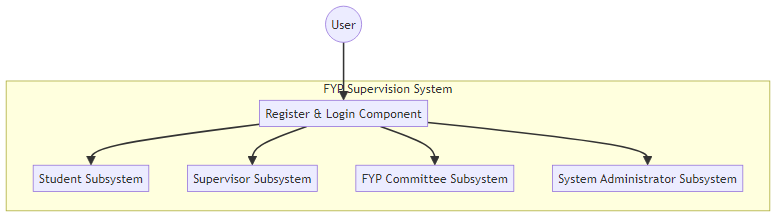 User
FYP Supervision System
Register & Login Component
Student Subsystem
Supervisor Subsystem
FYP Committee Subsystem
System Administrator Subsystem